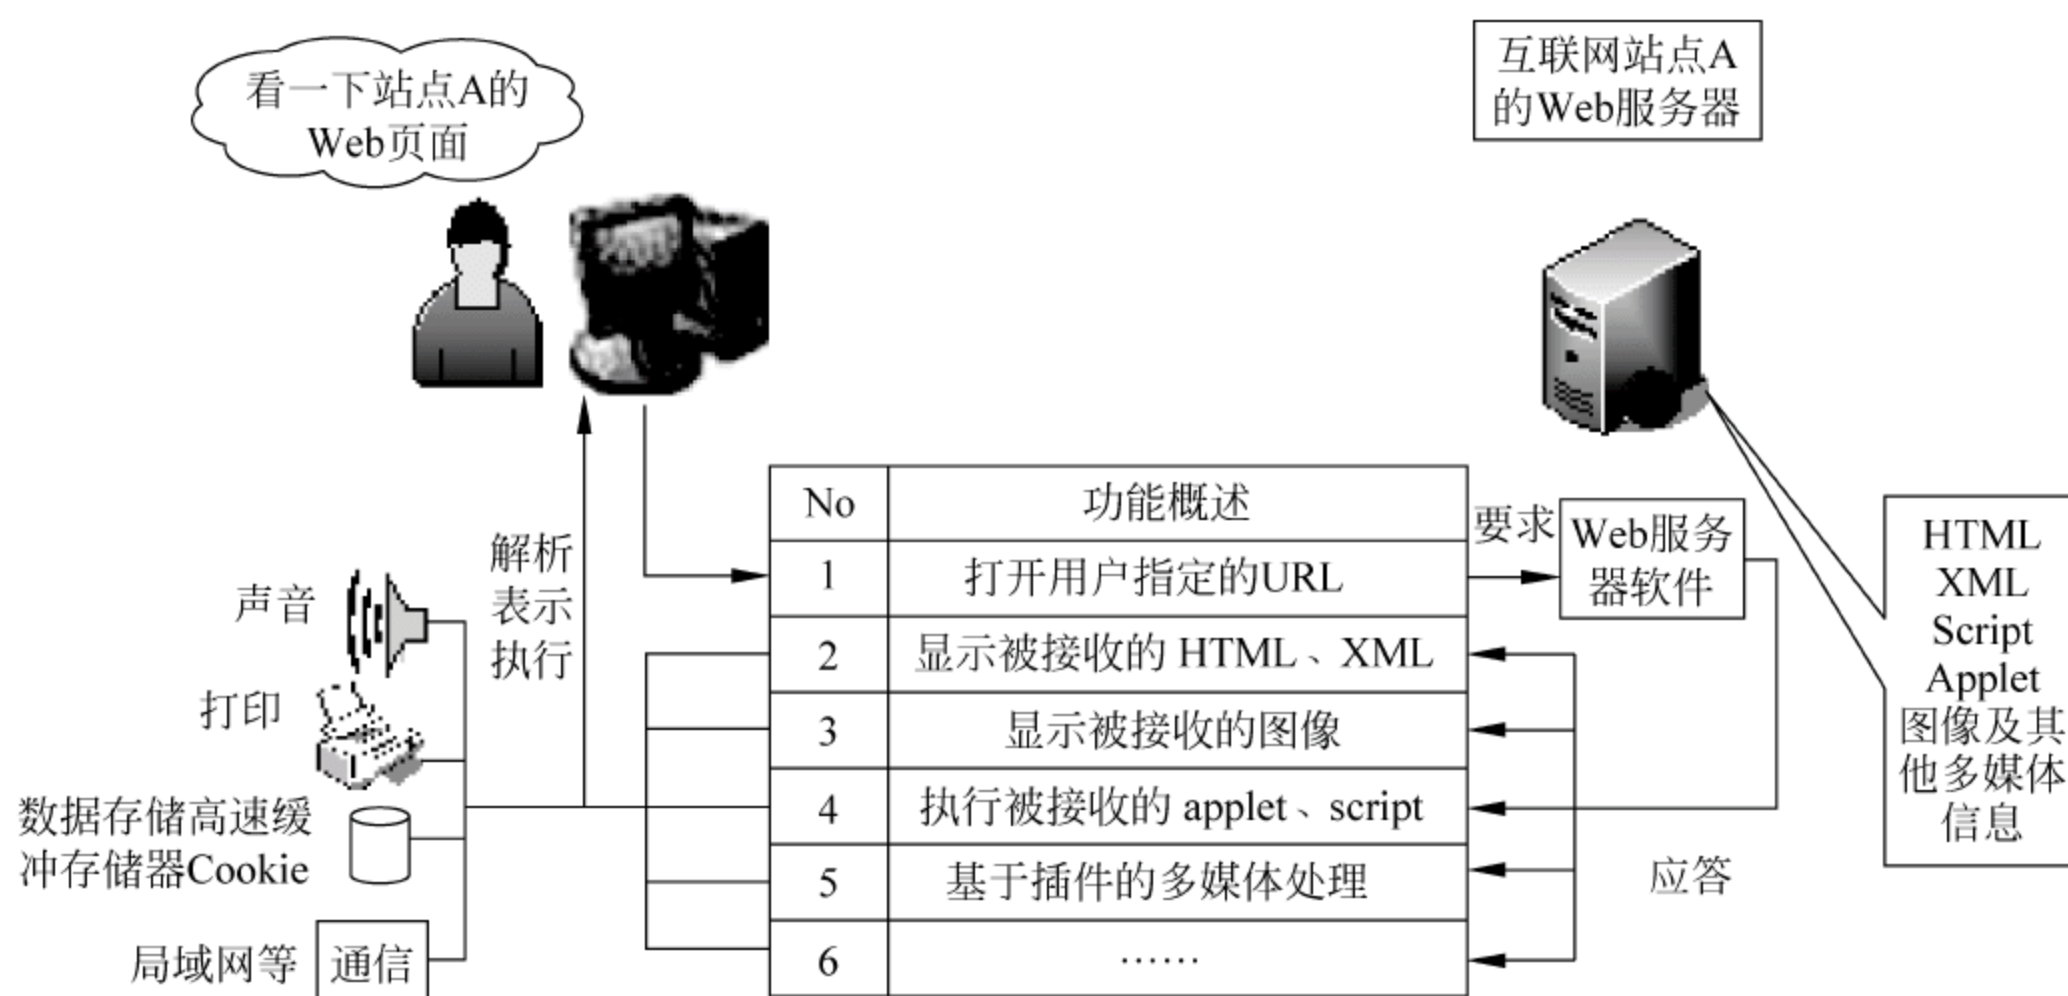 看一下站点A的
Web页面
互联网站点A
的Web服务器
No 功能概述
1 打开用户指定的URL
2 显示被接收的 HTML、XML
3 显示被接收的图像
4 执行被接收的 applet、script
5 基于插件的多媒体处理
6 ……
要求
Web服务
器软件
应答
HTML
XML
Script
Applet
图像及其
他多媒体
信息
解析
表示
执行
声音
打印
数据存储高速缓
冲存储器Cookie
局域网等
通信